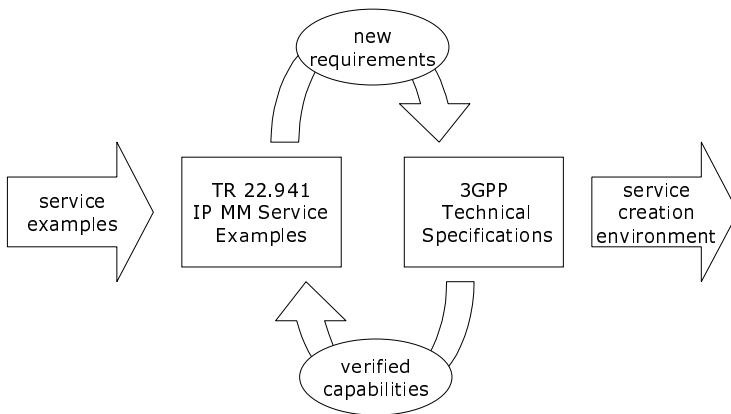 new
requirements
service
examples
TR 22.941
IP MM Service
Examples
3GPP
Technical
Specifications
service
creation
environment
verified
capabilities